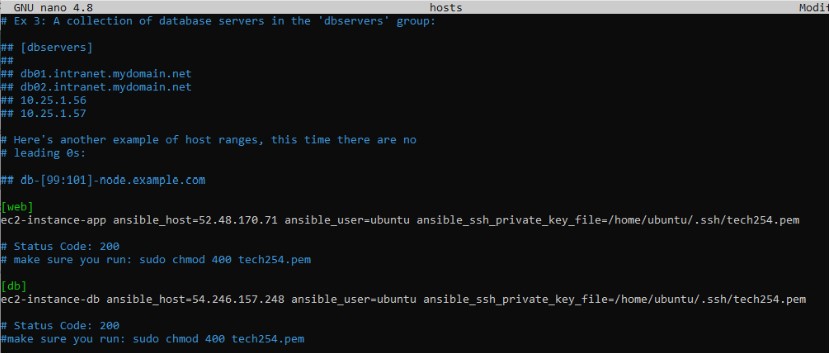 GNU nano 4.8 hosts Modif
# Ex 3: A collection of database servers in the 'dbservers' group:
## [dbservers]
##
## db01.intranet.mydomain.net
## db02.intranet.mydomain.net
## 10.25.1.56
## 10.25.1.57
# Here's another example of host ranges, this time there are no
# leading 0s:
## db-[99:101]-node.example.com
[web]
ec2-instance-app ansible_host=52.48.170.71 ansible_user=ubuntu ansible_ssh_private_key_file=/home/ubuntu/.ssh/tech254.pem
# Status Code: 200
# make sure you run: sudo chmod 400 tech254.pem
[db]
ec2-instance-db ansible_host=54.246.157.248 ansible_user=ubuntu ansible_ssh_private_key_file=/home/ubuntu/.ssh/tech254.pem
# Status Code: 200
#make sure you run: sudo chmod 400 tech254.pem